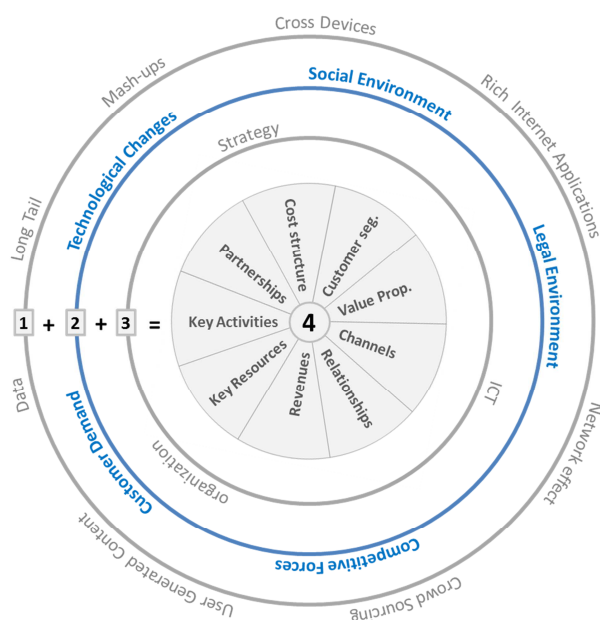 Cross Devices
Rich Internet Applications
Network effect
Crowd Sourcing
User Generated Content
Data
Long Tail
Mash-ups
Social Environment
Legal Environment
Competitive Forces
Customer Demand
Technological Changes
Strategy
ICT
organization
1 + 2 + 3 = 4
Cost structure
Customer seg.
Value Prop.
Channels
Relationships
Revenues
Key Resources
Key Activities
Partnerships